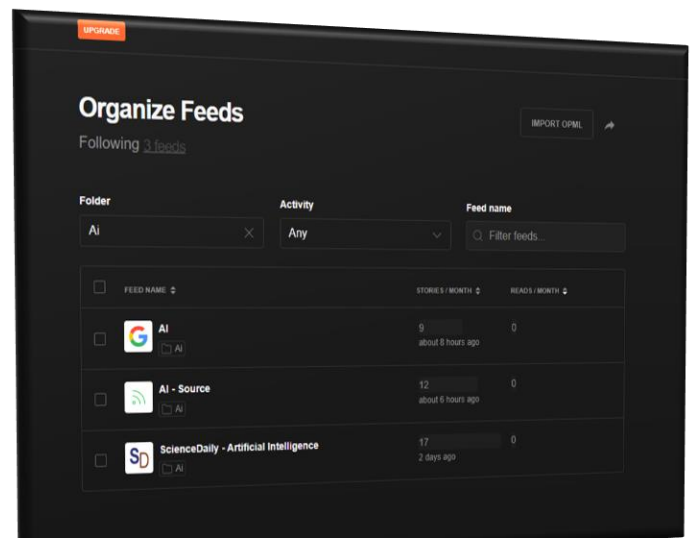 UPGRADE
Organize Feeds
IMPORT OPML
Following 3 feeds
Folder
Activity
Feed name
Ai
Any
Filter feeds...
FEED NAME
STORIES / MONTH
READS / MONTH
AI
9
0
Ai
about 8 hours ago
AI - Source
12
0
Ai
about 6 hours ago
ScienceDaily - Artificial Intelligence
17
0
Ai
2 days ago